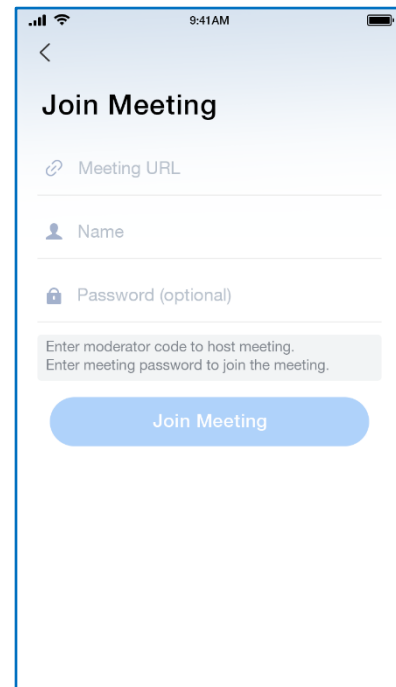 9:41AM
Join Meeting
Meeting URL
Name
Password (optional)
Enter moderator code to host meeting.
Enter meeting password to join the meeting.
Join Meeting